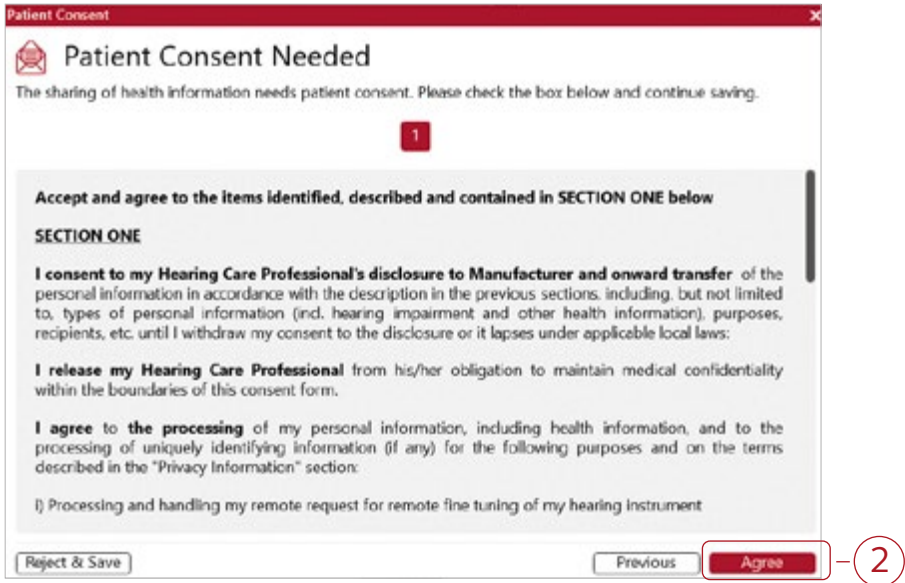 Patient Consent x
Patient Consent Needed
The sharing of health information needs patient consent. Please check the box below and continue saving.
1
Accept and agree to the items identified, described and contained in SECTION ONE below
SECTION ONE
I consent to my Hearing Care Professional's disclosure to Manufacturer and onward transfer of the
personal information in accordance with the description in the previous sections, including, but not limited
to, types of personal information (incl. hearing impairment and other health information), purposes,
recipients, etc. until I withdraw my consent to the disclosure or it lapses under applicable local laws:
I release my Hearing Care Professional from his/her obligation to maintain medical confidentiality
within the boundaries of this consent form.
I agree to the processing of my personal information, including health information, and to the
processing of uniquely identifying information (if any) for the following purposes and on the terms
described in the "Privacy Information" section:
i) Processing and handling my remote request for remote fine tuning of my hearing instrument
Reject & Save Previous Agree 2